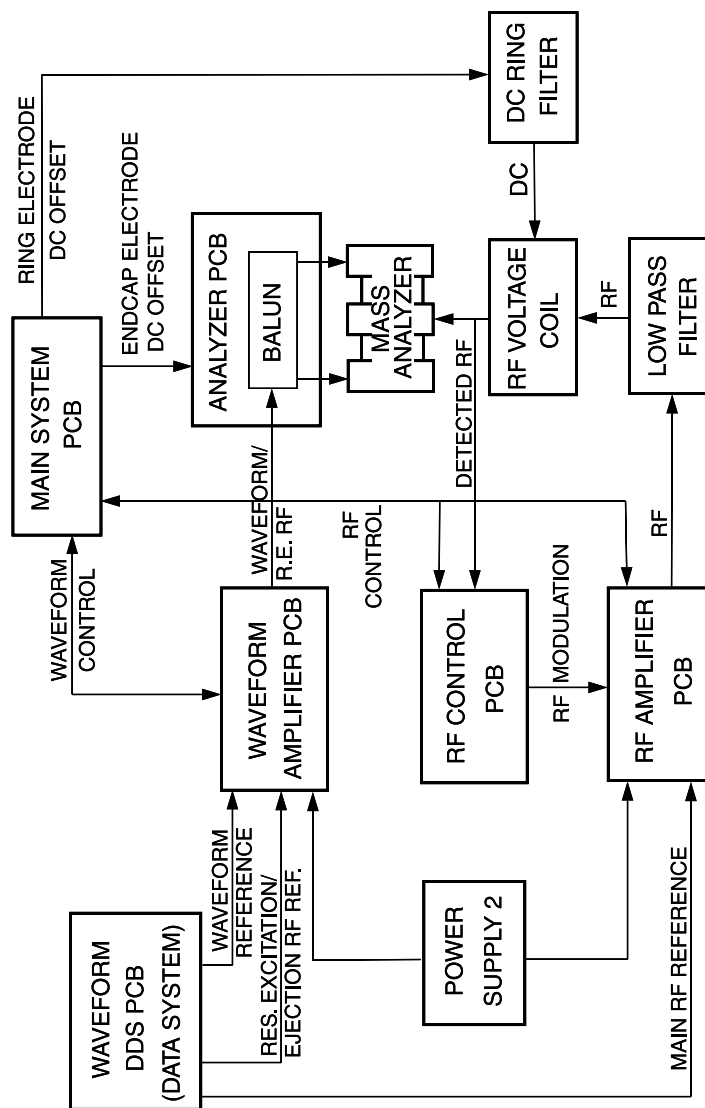 WAVEFORM
DDS PCB
(DATA SYSTEM)
WAVEFORM
REFERENCE
RES. EXCITATION/
EJECTION RF REF.
MAIN RF REFERENCE
POWER
SUPPLY 2
WAVEFORM
CONTROL
WAVEFORM
AMPLIFIER PCB
MAIN SYSTEM
PCB
RING ELECTRODE
DC OFFSET
ENDCAP ELECTRODE
DC OFFSET
WAVEFORM/
R.E. RF
RF
CONTROL
ANALYZER PCB
BALUN
MASS
ANALYZER
DETECTED RF
RF CONTROL
PCB
RF MODULATION
RF AMPLIFIER
PCB
RF
LOW PASS
FILTER
RF
RF VOLTAGE
COIL
DC
DC RING
FILTER